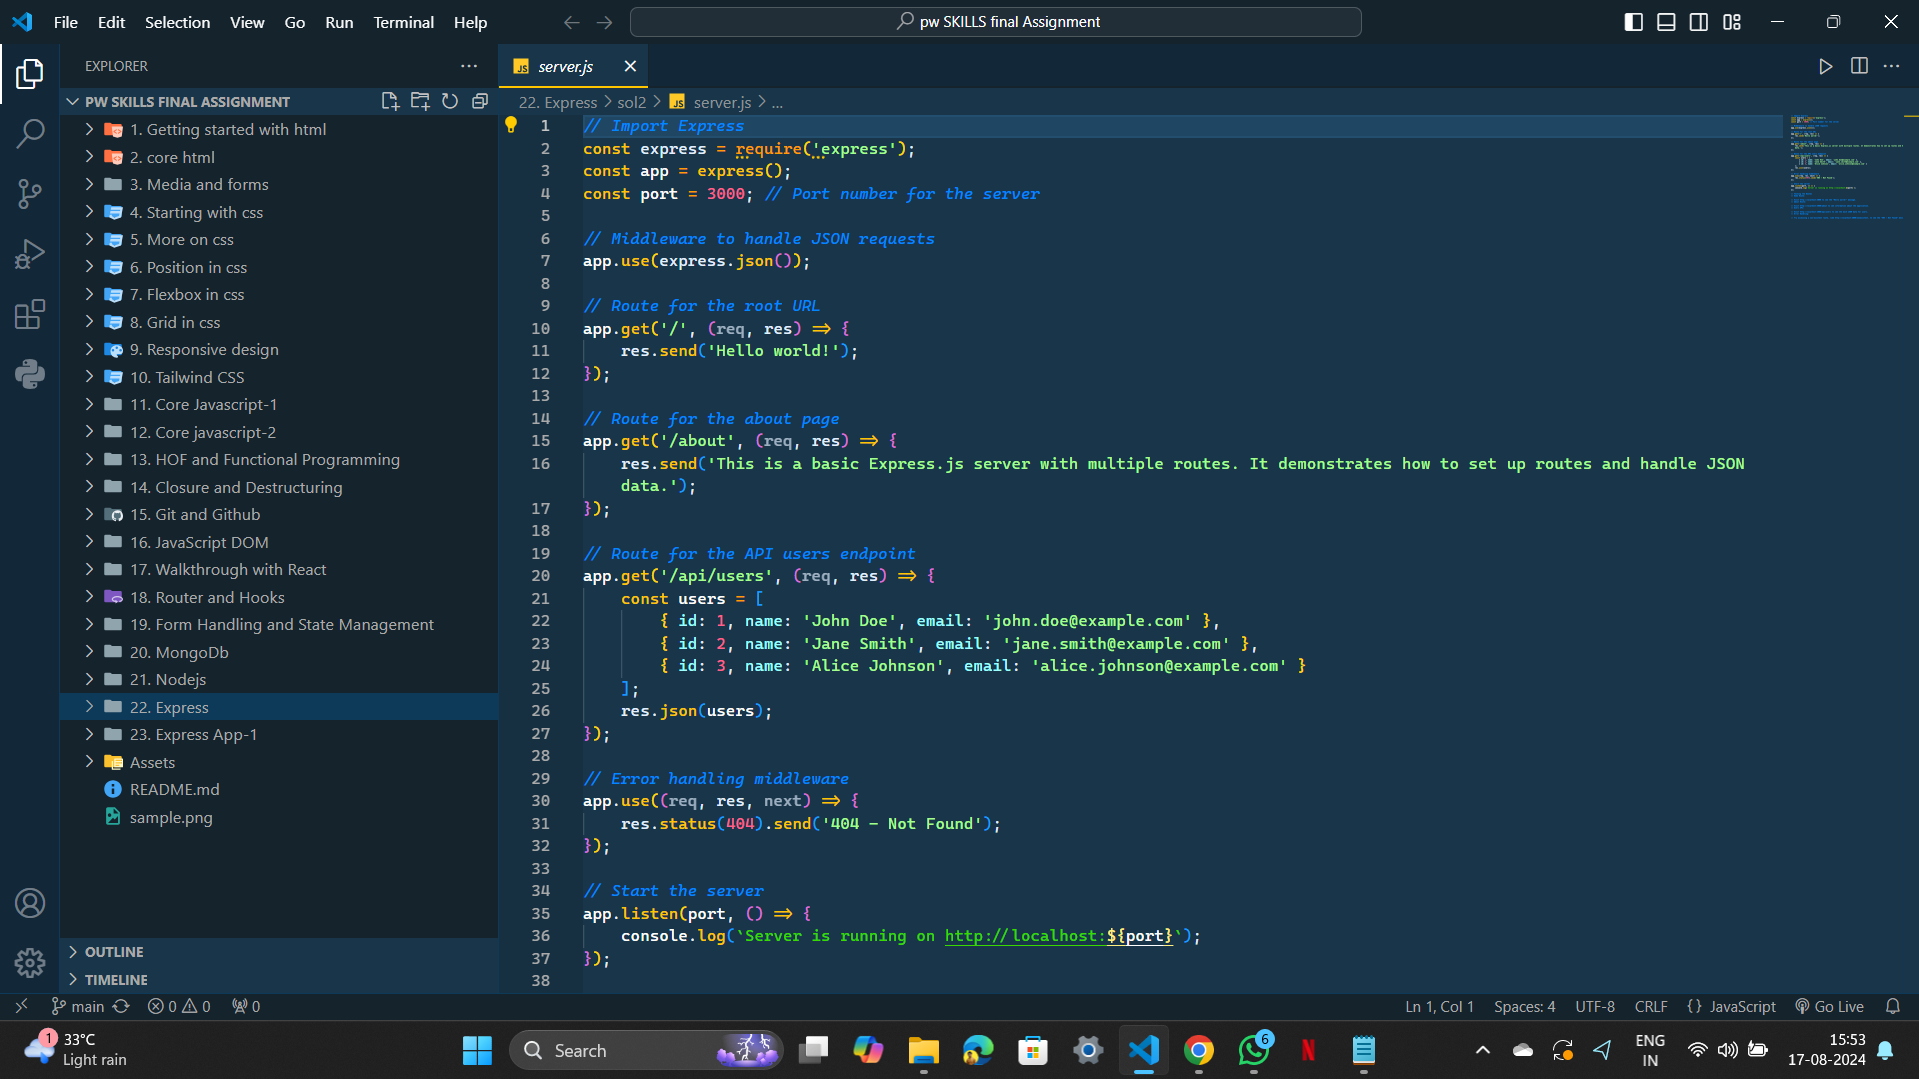 File Edit Selection View Go Run Terminal Help
pw SKILLS final Assignment
EXPLORER
PW SKILLS FINAL ASSIGNMENT
1. Getting started with html
2. core html
3. Media and forms
4. Starting with css
5. More on css
6. Position in css
7. Flexbox in css
8. Grid in css
9. Responsive design
10. Tailwind CSS
11. Core Javascript-1
12. Core javascript-2
13. HOF and Functional Programming
14. Closure and Destructuring
15. Git and Github
16. JavaScript DOM
17. Walkthrough with React
18. Router and Hooks
19. Form Handling and State Management
20. MongoDb
21. Nodejs
22. Express
23. Express App-1
Assets
README.md
sample.png
OUTLINE
TIMELINE
JS server.js
22. Express > sol2 > JS server.js > ...
1 // Import Express
2 const express = require('express');
3 const app = express();
4 const port = 3000; // Port number for the server
5
6 // Middleware to handle JSON requests
7 app.use(express.json());
8
9 // Route for the root URL
10 app.get('/', (req, res) => {
11 res.send('Hello world!');
12 });
13
14 // Route for the about page
15 app.get('/about', (req, res) => {
16 res.send('This is a basic Express.js server with multiple routes. It demonstrates how to set up routes and handle JSON
data.');
17 });
18
19 // Route for the API users endpoint
20 app.get('/api/users', (req, res) => {
21 const users = [
22 { id: 1, name: 'John Doe', email: 'john.doe@example.com' },
23 { id: 2, name: 'Jane Smith', email: 'jane.smith@example.com' },
24 { id: 3, name: 'Alice Johnson', email: 'alice.johnson@example.com' }
25 ];
26 res.json(users);
27 });
28
29 // Error handling middleware
30 app.use((req, res, next) => {
31 res.status(404).send('404 - Not Found');
32 });
33
34 // Start the server
35 app.listen(port, () => {
36 console.log(`Server is running on http://localhost:${port}`);
37 });
38
main 0 0 0
Ln 1, Col 1 Spaces: 4 UTF-8 CRLF {} JavaScript Go Live
1 33°C
Light rain
Search
6
ENG
IN
15:53
17-08-2024